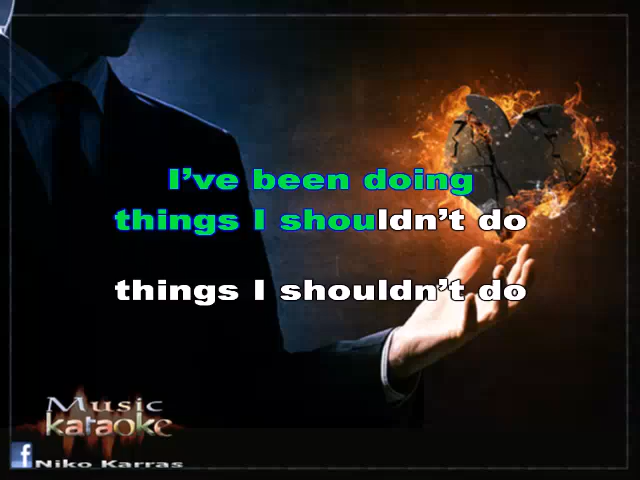 I've been doing
things I shouldn't do
things I shouldn't do
Music
karaoke
f Niko Karras